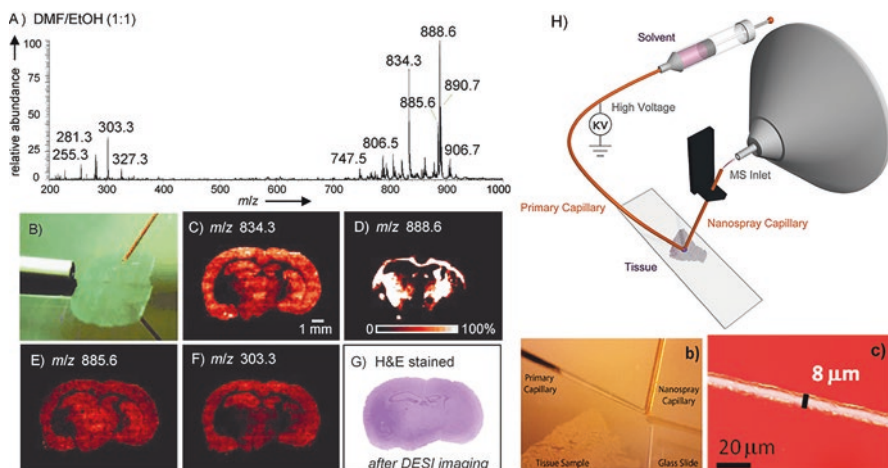 A) DMF/EtOH (1:1)
relative abundance
100
75
50
25
0
255.3
281.3
303.3
327.3
747.5
806.5
834.3
885.6
888.6
890.7
906.7
200 300 400 500 600 700 800 900 1000
m/z
B)
C) m/z 834.3
1 mm
D) m/z 888.6
0 100%
E) m/z 885.6
F) m/z 303.3
G) H&E stained
after DESI imaging
H)
Solvent
High Voltage
KV
MS Inlet
Primary Capillary
Nanospray Capillary
Tissue
b)
Primary
Capillary
Nanospray
Capillary
Tissue Sample
Glass Slide
c)
8 µm
20 µm